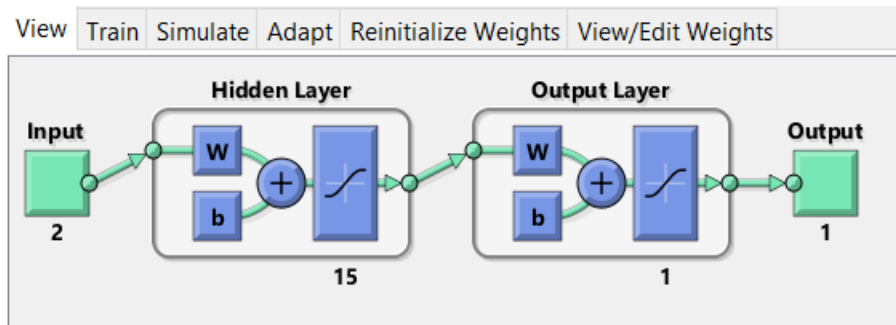 View Train Simulate Adapt Reinitialize Weights View/Edit Weights
Hidden Layer Output Layer
Input Output
W W
b b
2 1
15 1